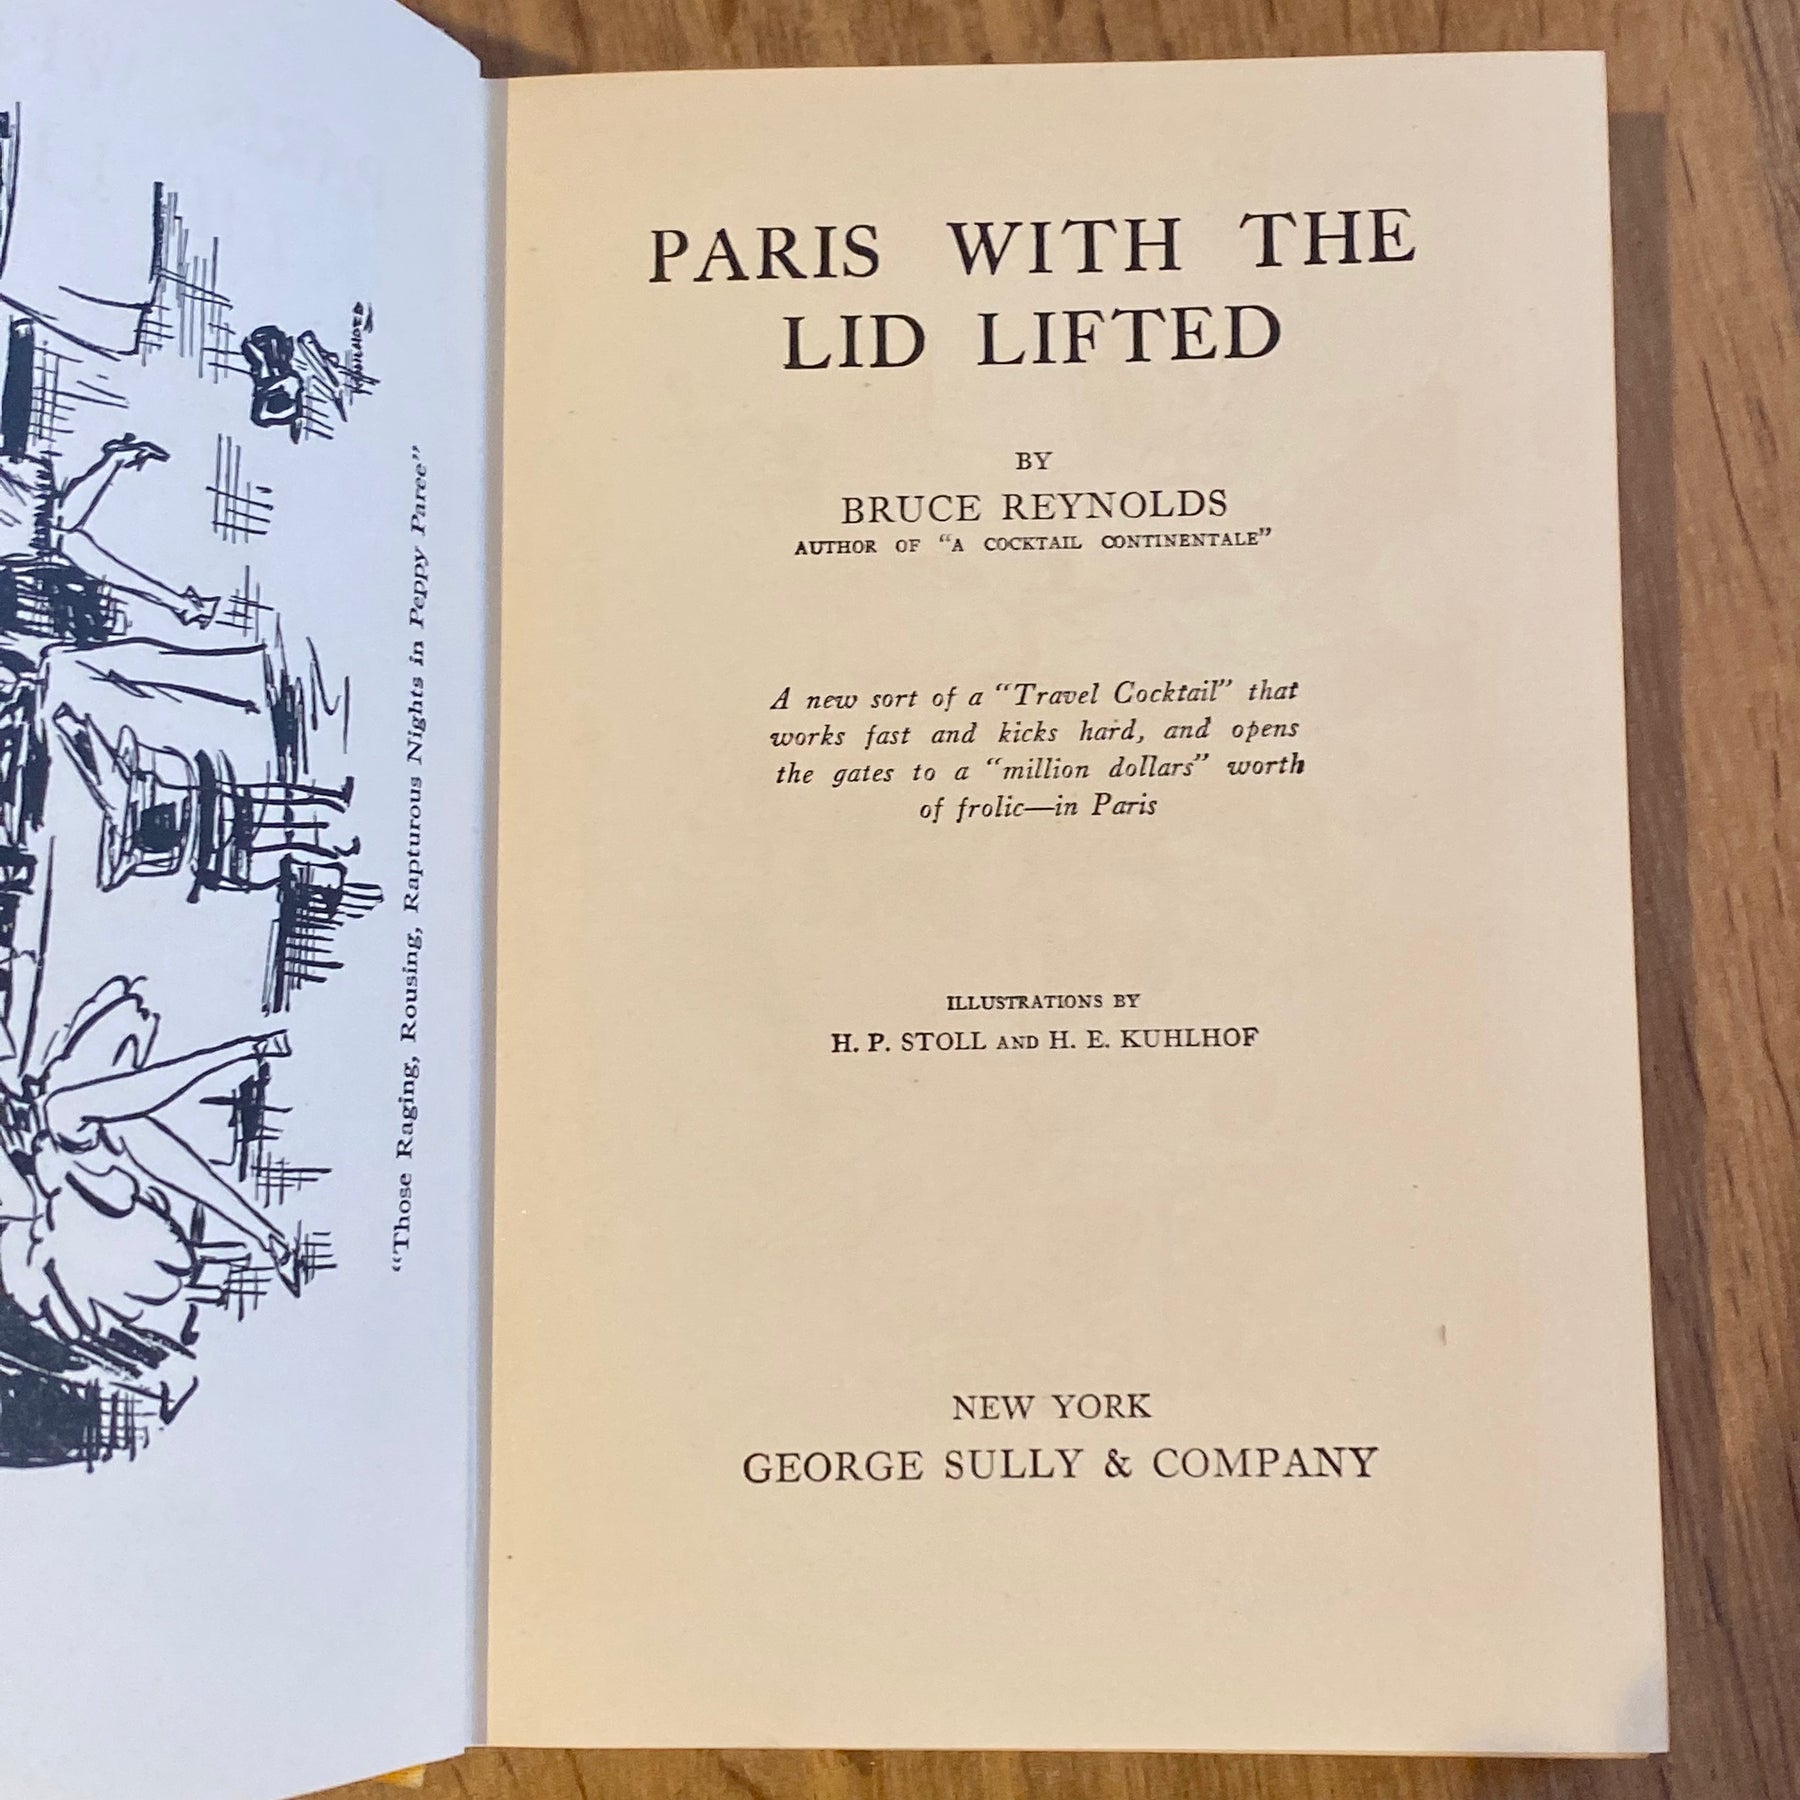 "Those Raging, Rousing, Rapturous Nights in Peppy Paree"
PARIS WITH THE
LID LIFTED
BY
BRUCE REYNOLDS
AUTHOR OF "A COCKTAIL CONTINENTALE"
A new sort of a "Travel Cocktail" that
works fast and kicks hard, and opens
the gates to a "million dollars" worth
of frolic—in Paris
ILLUSTRATIONS BY
H. P. STOLL AND H. E. KUHLHOF
NEW YORK
GEORGE SULLY & COMPANY